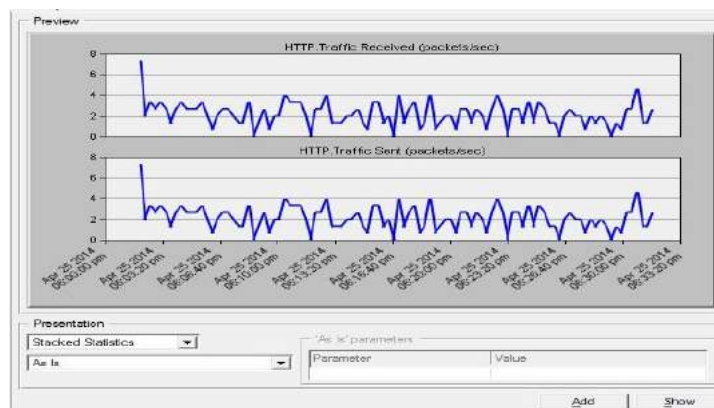 Preview
HTTP.Traffic Received (packets/sec)
8
6
4
2
0
HTTP.Traffic Sent (packets/sec)
8
6
4
2
0
Apr 25 2014
06:00:00 pm
Apr 25 2014
06:03:20 pm
Apr 25 2014
06:06:40 pm
Apr 25 2014
06:10:00 pm
Apr 25 2014
06:13:20 pm
Apr 25 2014
06:16:40 pm
Apr 25 2014
06:20:00 pm
Apr 25 2014
06:23:20 pm
Apr 25 2014
06:26:40 pm
Apr 25 2014
06:30:00 pm
Apr 25 2014
06:33:20 pm
Presentation
Stacked Statistics
As Is
'As Is' parameters
Parameter Value
Add Show